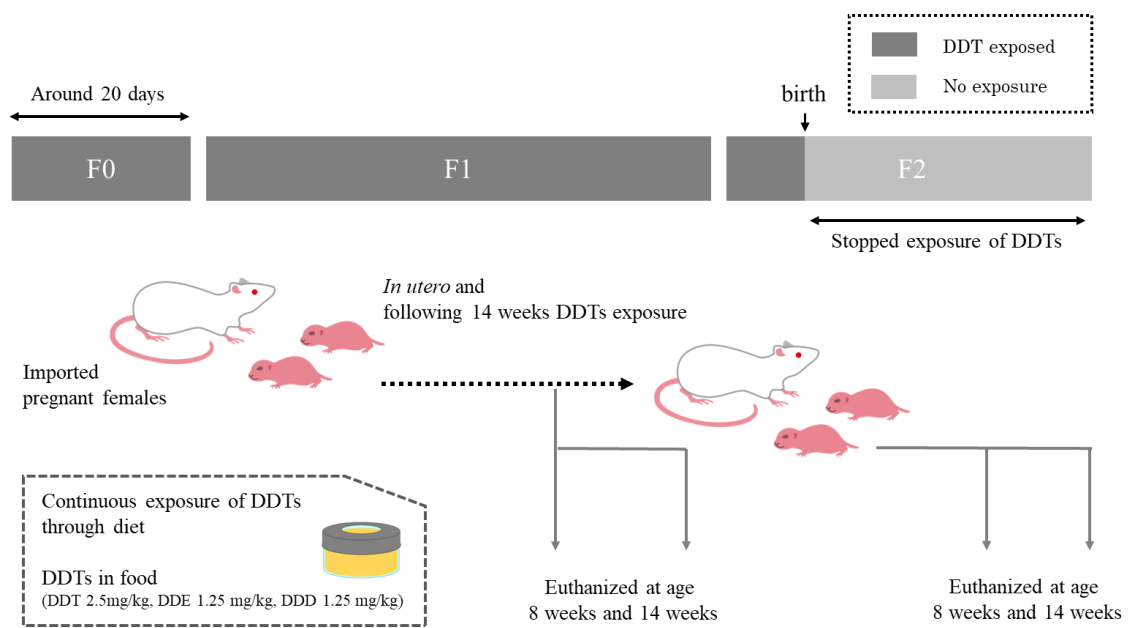 DDT exposed
No exposure
Around 20 days
birth
F0
F1
F2
Stopped exposure of DDTs
In utero and
following 14 weeks DDTs exposure
Imported
pregnant females
Continuous exposure of DDTs
through diet
DDTs in food
(DDT 2.5mg/kg, DDE 1.25 mg/kg, DDD 1.25 mg/kg)
Euthanized at age
8 weeks and 14 weeks
Euthanized at age
8 weeks and 14 weeks